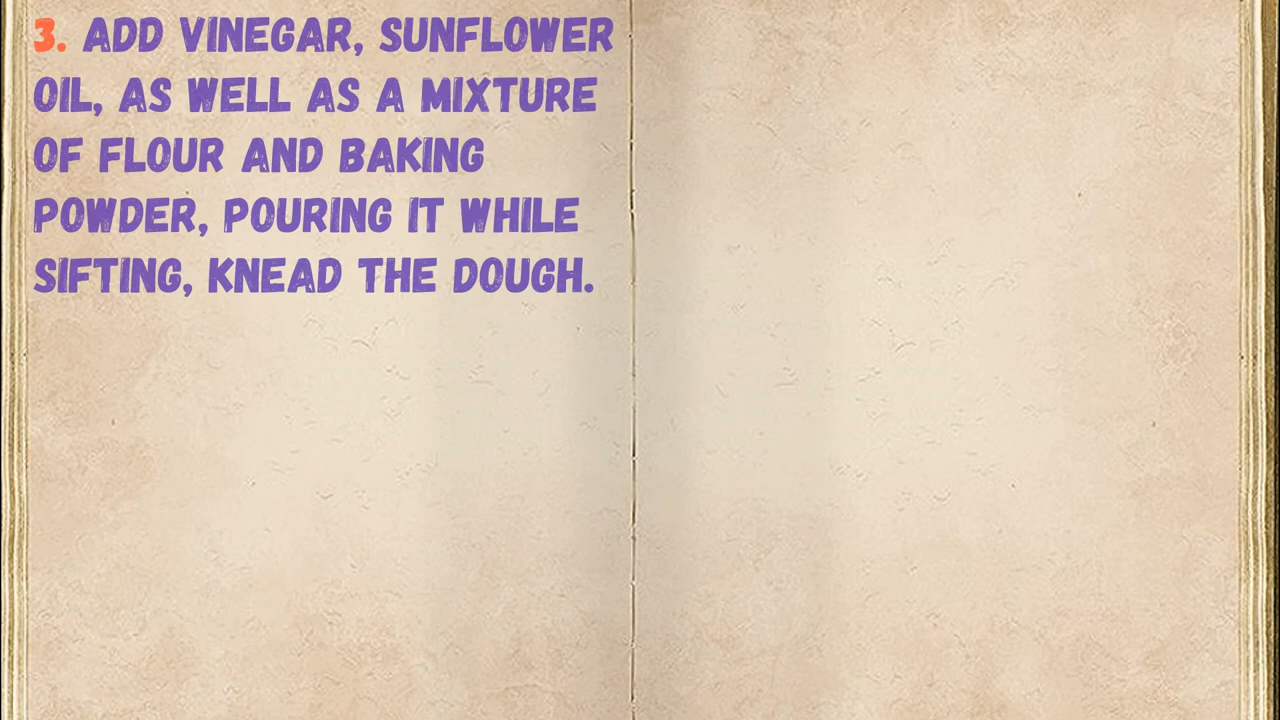 3. ADD VINEGAR, SUNFLOWER
OIL, AS WELL AS A MIXTURE
OF FLOUR AND BAKING
POWDER, POURING IT WHILE
SIFTING, KNEAD THE DOUGH.